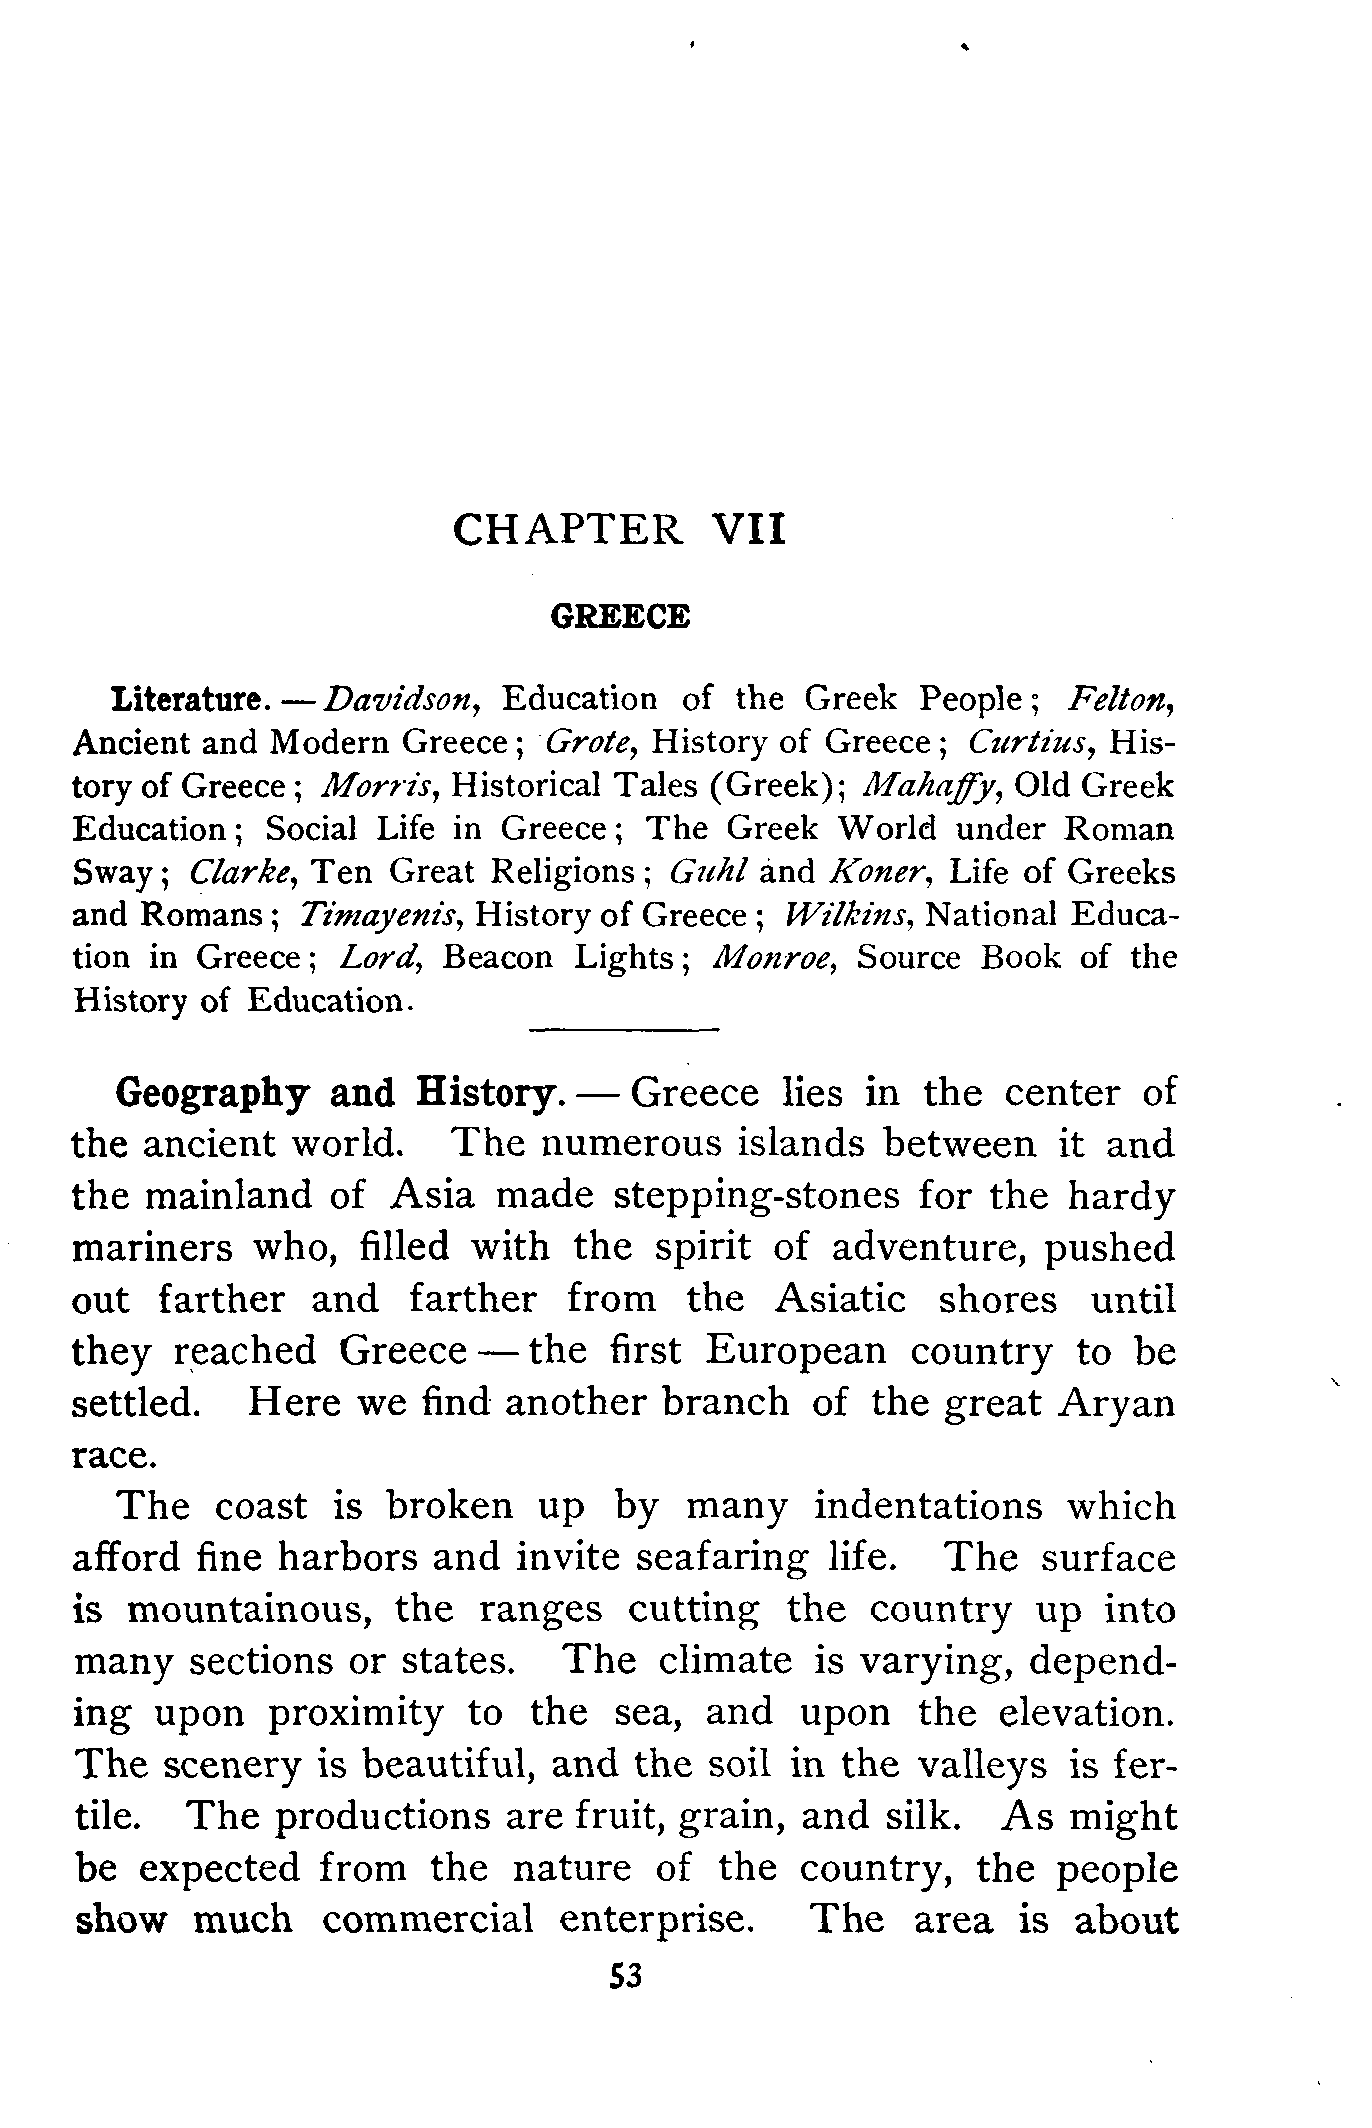 CHAPTER VII
GREECE
Literature. — Davidson, Education of the Greek People; Felton,
Ancient and Modern Greece; Grote, History of Greece; Curtius, His-
tory of Greece; Morris, Historical Tales (Greek); Mahaffy, Old Greek
Education; Social Life in Greece; The Greek World under Roman
Sway; Clarke, Ten Great Religions; Guhl and Koner, Life of Greeks
and Romans; Timayenis, History of Greece; Wilkins, National Educa-
tion in Greece; Lord, Beacon Lights; Monroe, Source Book of the
History of Education.
Geography and History. — Greece lies in the center of
the ancient world. The numerous islands between it and
the mainland of Asia made stepping-stones for the hardy
mariners who, filled with the spirit of adventure, pushed
out farther and farther from the Asiatic shores until
they reached Greece — the first European country to be
settled. Here we find another branch of the great Aryan
race.
The coast is broken up by many indentations which
afford fine harbors and invite seafaring life. The surface
is mountainous, the ranges cutting the country up into
many sections or states. The climate is varying, depend-
ing upon proximity to the sea, and upon the elevation.
The scenery is beautiful, and the soil in the valleys is fer-
tile. The productions are fruit, grain, and silk. As might
be expected from the nature of the country, the people
show much commercial enterprise. The area is about
53